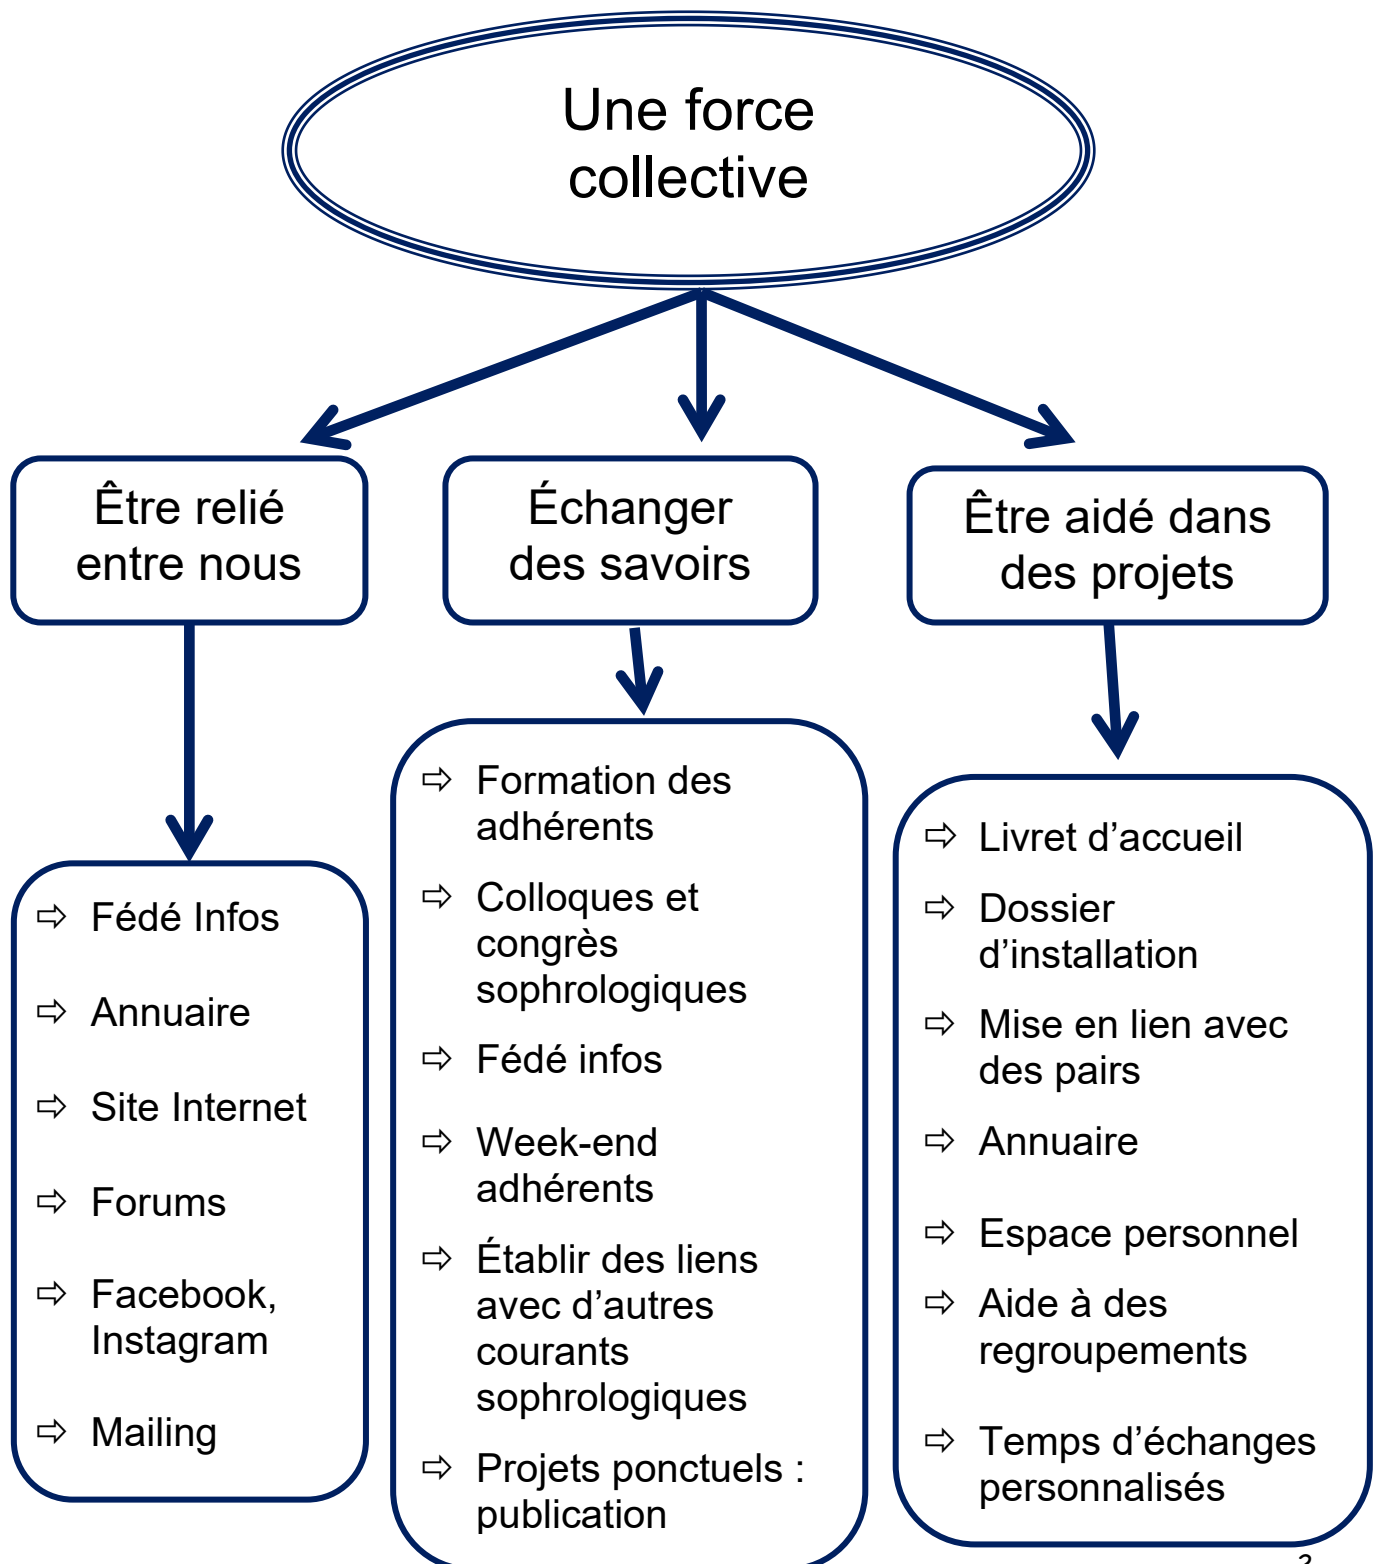 Une force
collective
Être relié
entre nous
Échanger
des savoirs
Être aidé dans
des projets
⇨ Fédé Infos
⇨ Annuaire
⇨ Site Internet
⇨ Forums
⇨ Facebook,
Instagram
⇨ Mailing
⇨ Formation des
adhérents
⇨ Colloques et
congrès
sophrologiques
⇨ Fédé infos
⇨ Week-end
adhérents
⇨ Établir des liens
avec d’autres
courants
sophrologiques
⇨ Projets ponctuels :
publication
⇨ Livret d’accueil
⇨ Dossier
d’installation
⇨ Mise en lien avec
des pairs
⇨ Annuaire
⇨ Espace personnel
⇨ Aide à des
regroupements
⇨ Temps d’échanges
personnalisés